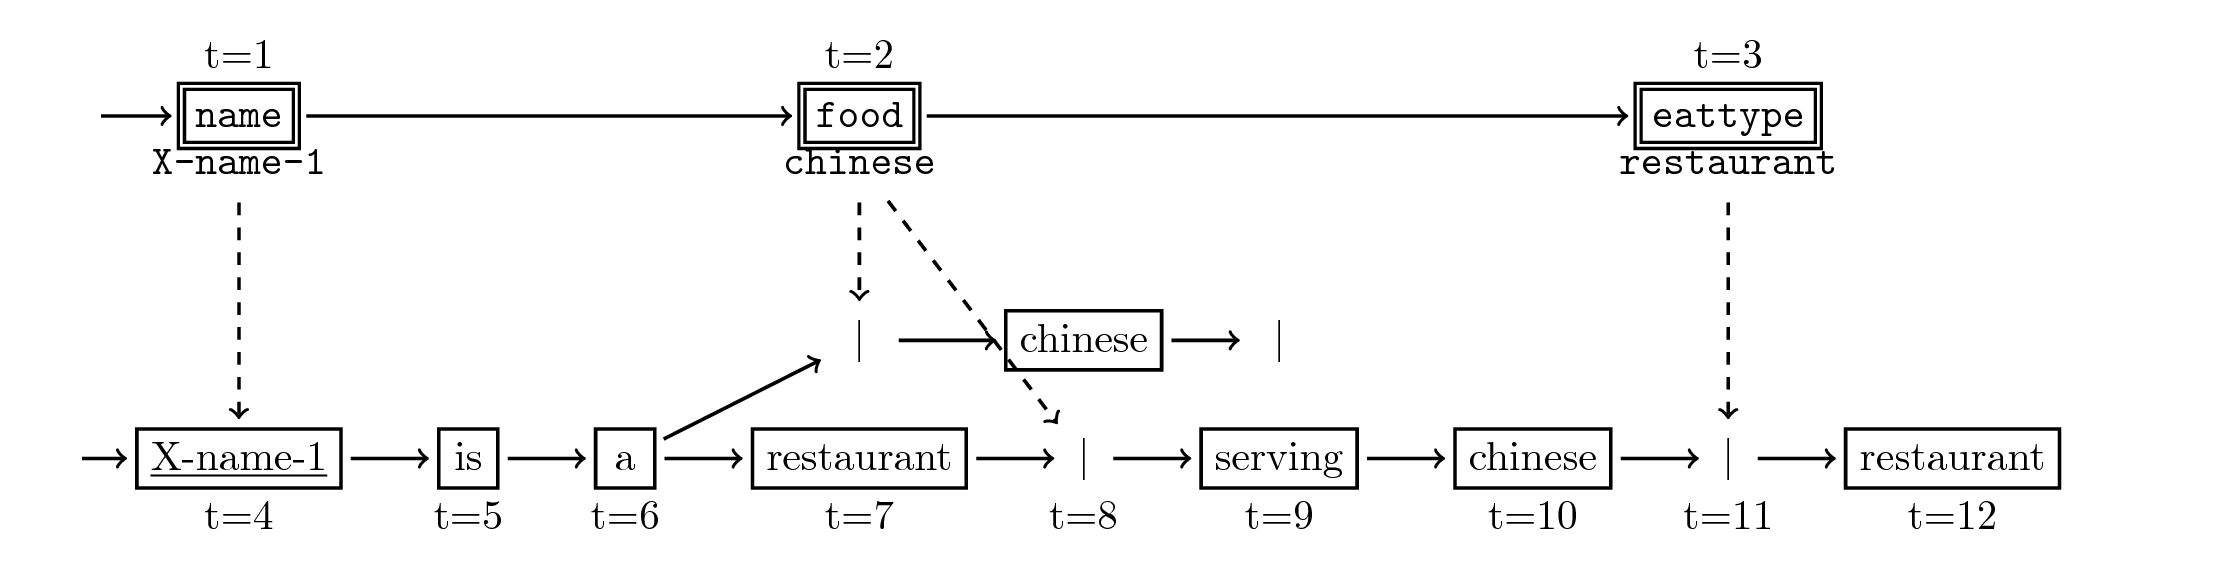 t=1 t=2 t=3
name food eattype
X-name-1 chinese restaurant
| chinese |
X-name-1 is a restaurant | serving chinese | restaurant
t=4 t=5 t=6 t=7 t=8 t=9 t=10 t=11 t=12